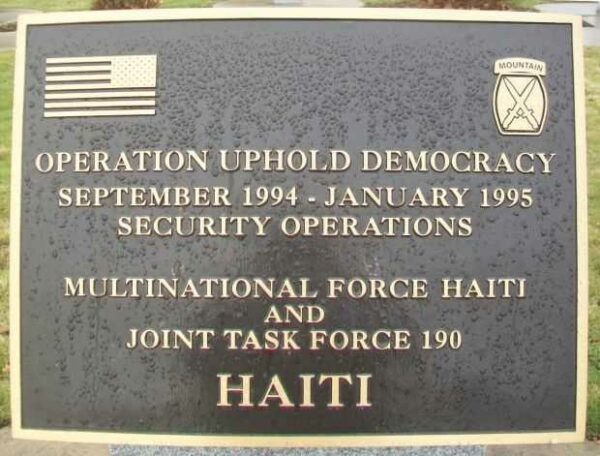 MOUNTAIN
OPERATION UPHOLD DEMOCRACY
SEPTEMBER 1994 - JANUARY 1995
SECURITY OPERATIONS
MULTINATIONAL FORCE HAITI
AND
JOINT TASK FORCE 190
HAITI